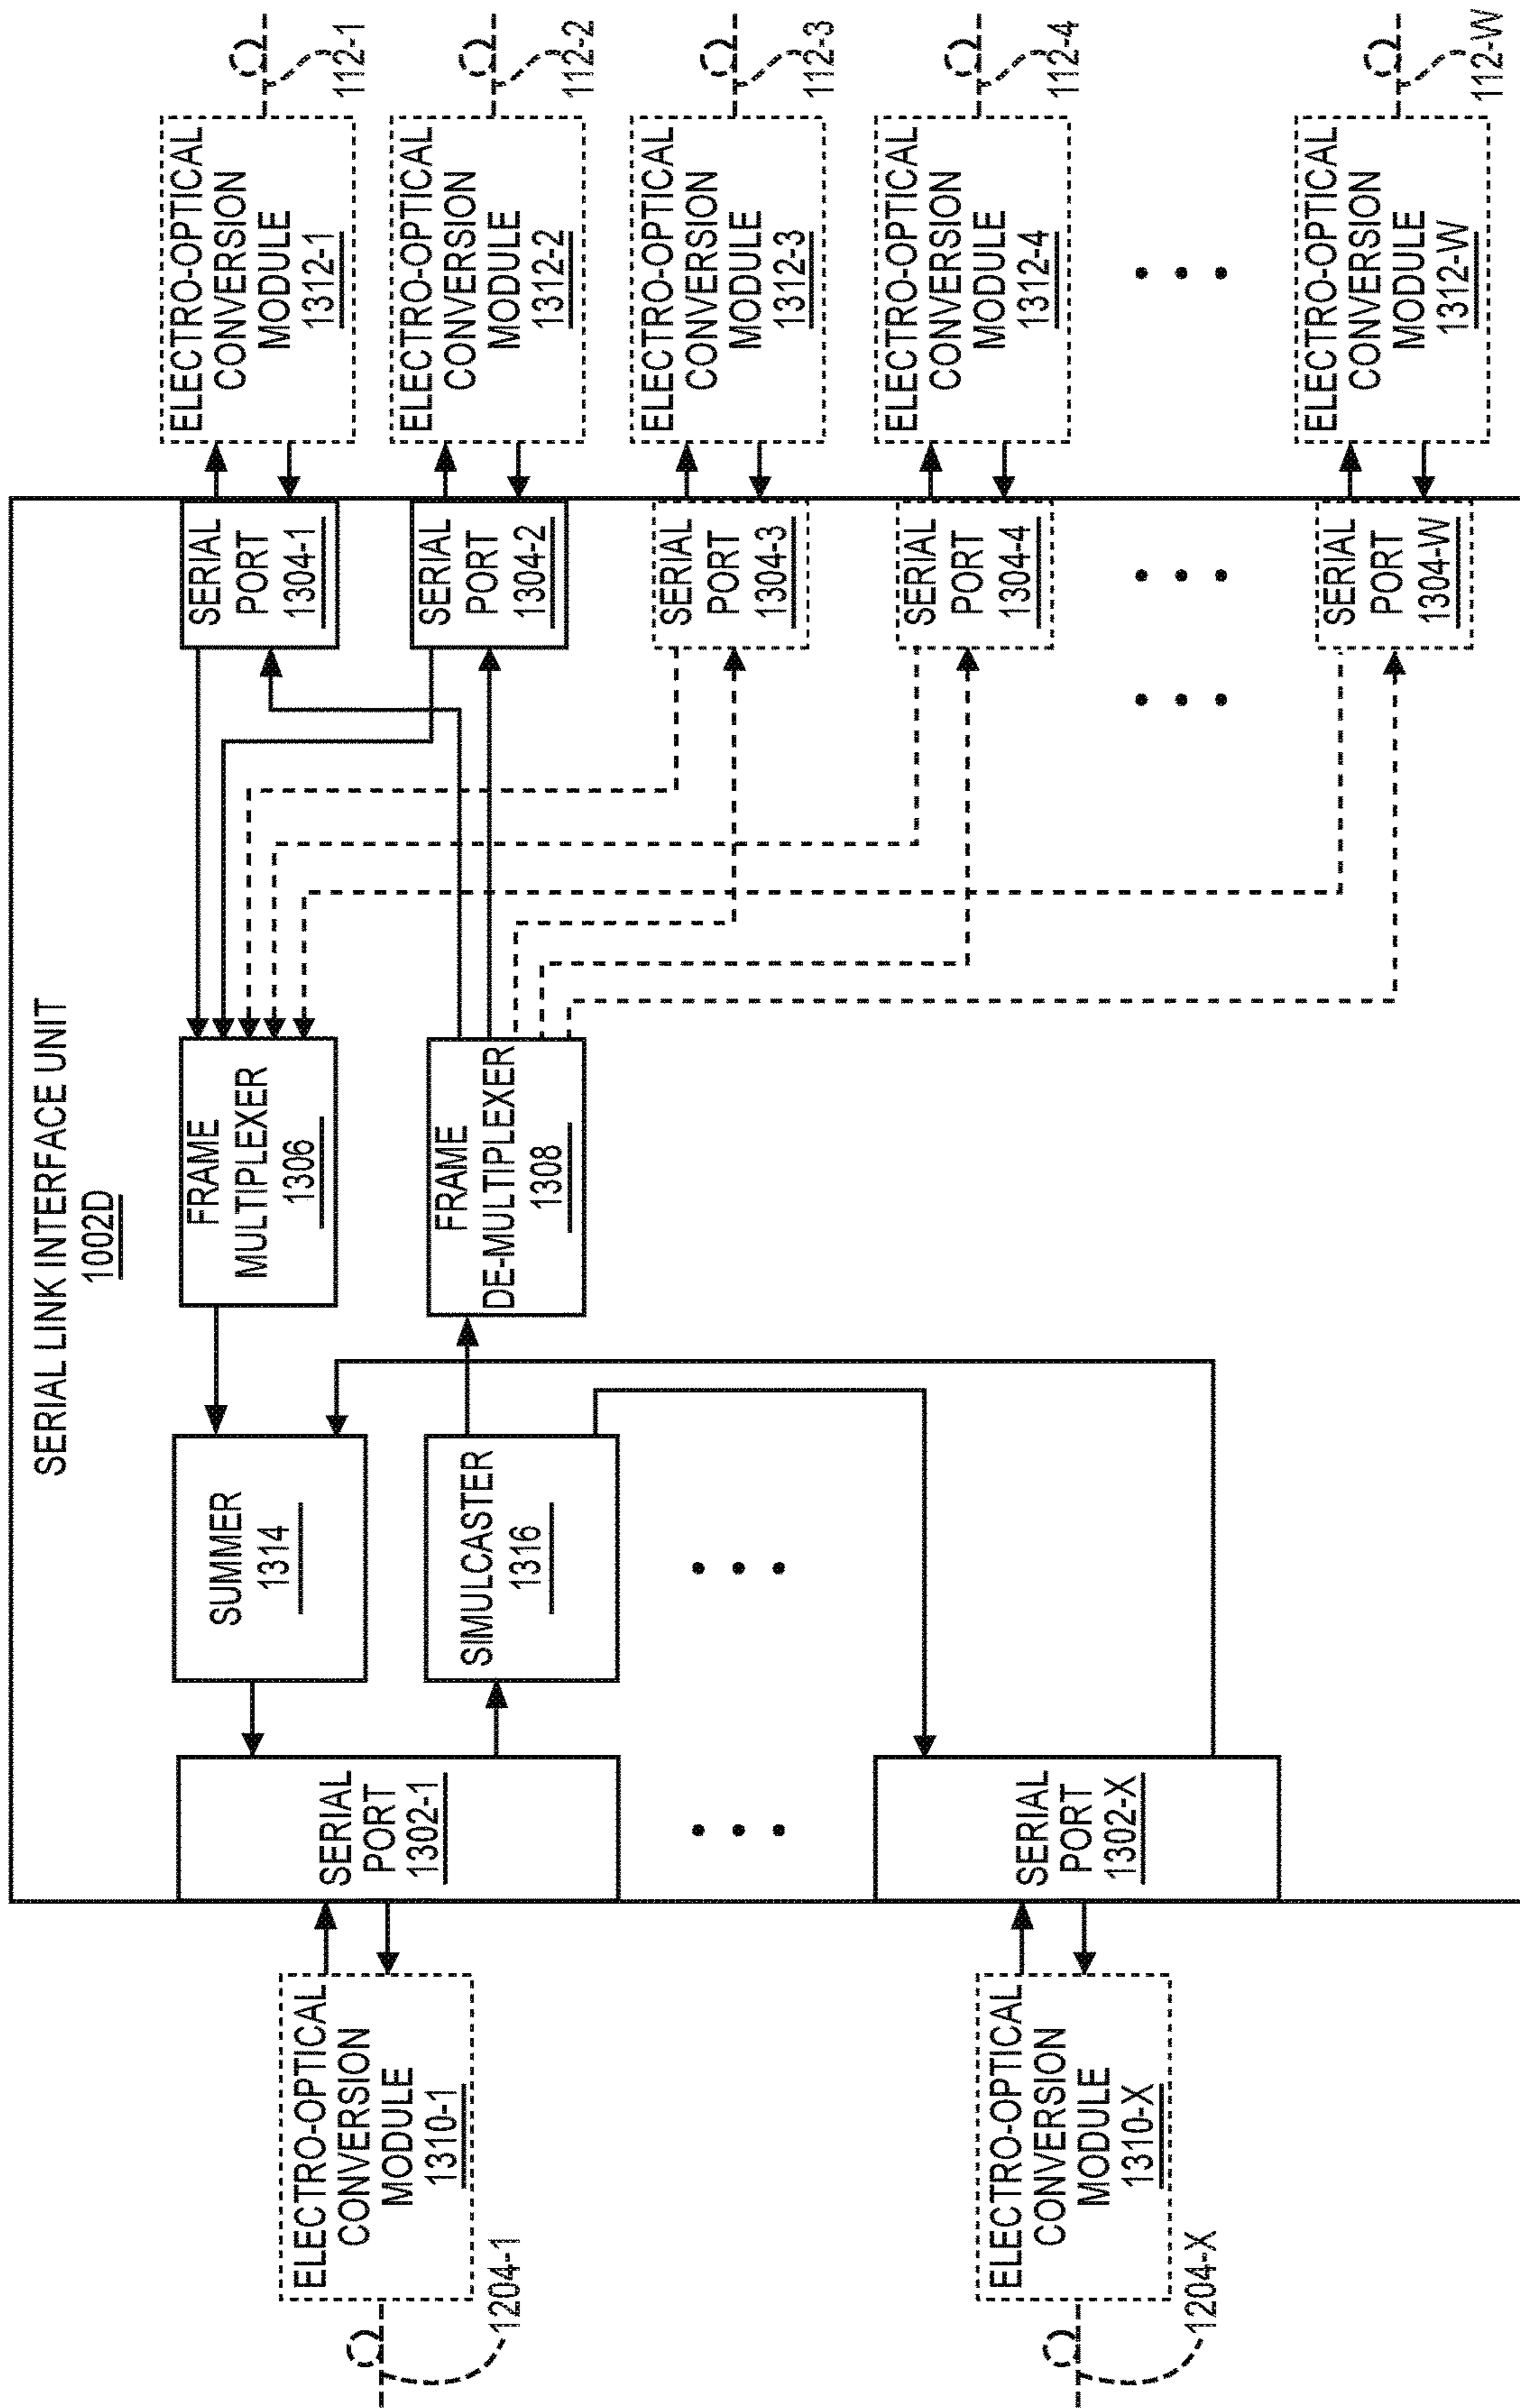 SERIAL LINK INTERFACE UNIT
1002D
ELECTRO-OPTICAL
CONVERSION
MODULE
1310-1
1204-1
SERIAL
PORT
1302-1
SUMMER
1314
SIMULCASTER
1316
FRAME
MULTIPLEXER
1306
FRAME
DE-MULTIPLEXER
1308
SERIAL
PORT
1304-1
ELECTRO-OPTICAL
CONVERSION
MODULE
1312-1
112-1
SERIAL
PORT
1304-2
ELECTRO-OPTICAL
CONVERSION
MODULE
1312-2
112-2
SERIAL
PORT
1304-3
ELECTRO-OPTICAL
CONVERSION
MODULE
1312-3
112-3
SERIAL
PORT
1304-4
ELECTRO-OPTICAL
CONVERSION
MODULE
1312-4
112-4
ELECTRO-OPTICAL
CONVERSION
MODULE
1310-X
1204-X
SERIAL
PORT
1302-X
SERIAL
PORT
1304-W
ELECTRO-OPTICAL
CONVERSION
MODULE
1312-W
112-W